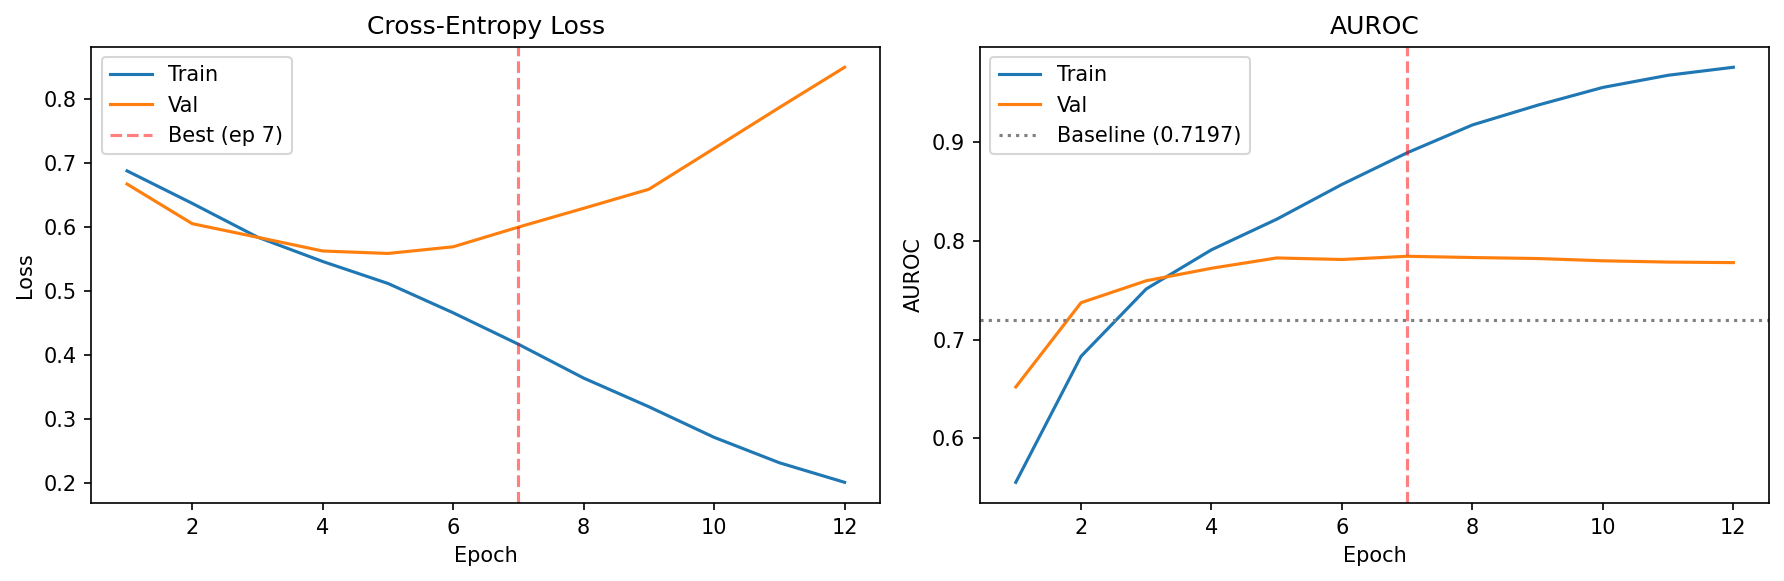 Cross-Entropy Loss
Train
Val
Best (ep 7)
0.8
0.7
0.6
0.5
0.4
0.3
0.2
Loss
2 4 6 8 10 12
Epoch
AUROC
Train
Val
Baseline (0.7197)
0.9
0.8
0.7
0.6
AUROC
2 4 6 8 10 12
Epoch